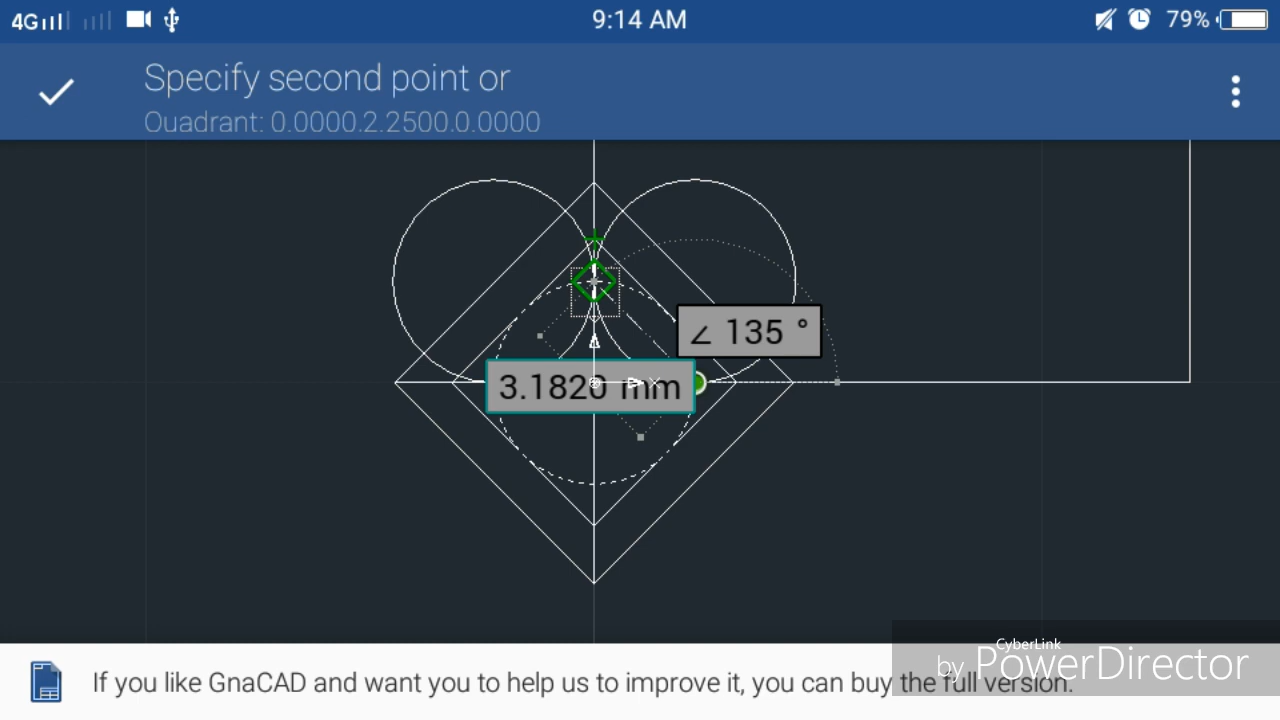 4G 9:14 AM 79%
Specify second point or
Quadrant: 0.0000,2.2500,0.0000
∠ 135 °
3.1820 mm
If you like GnaCAD and want you to help us to improve it, you can buy the full version.
CyberLink
by PowerDirector